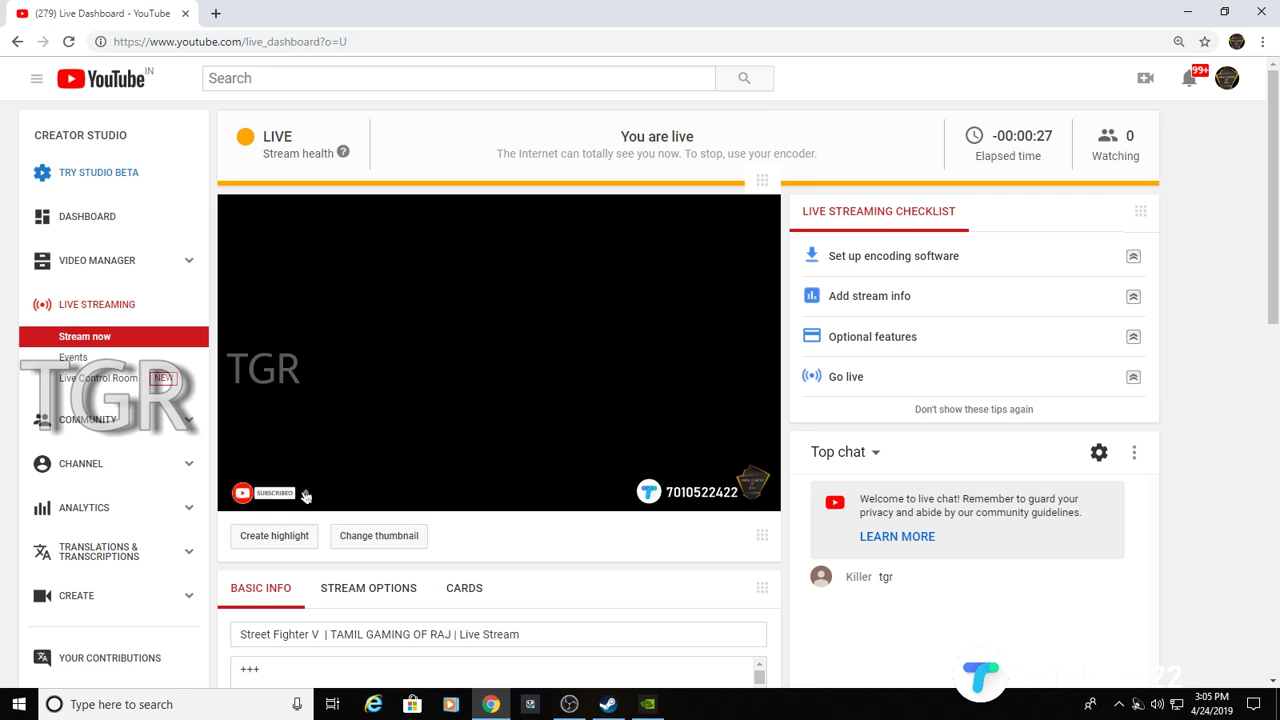 (279) Live Dashboard - YouTube
https://www.youtube.com/live_dashboard?o=U
YouTube IN
Search
99+
CREATOR STUDIO
TRY STUDIO BETA
DASHBOARD
VIDEO MANAGER
LIVE STREAMING
Stream now
Events
Live Control Room NEW
TGR
COMMUNITY
CHANNEL
ANALYTICS
TRANSLATIONS &
TRANSCRIPTIONS
CREATE
YOUR CONTRIBUTIONS
LIVE
Stream health ?
You are live
The Internet can totally see you now. To stop, use your encoder.
-00:00:27
Elapsed time
0
Watching
TGR
SUBSCRIBED
7010522422
Create highlight
Change thumbnail
BASIC INFO
STREAM OPTIONS
CARDS
Street Fighter V | TAMIL GAMING OF RAJ | Live Stream
+++
LIVE STREAMING CHECKLIST
Set up encoding software
Add stream info
Optional features
Go live
Don't show these tips again
Top chat
Welcome to live chat! Remember to guard your
privacy and abide by our community guidelines.
LEARN MORE
Killer tgr
Type here to search
3:05 PM
4/24/2019